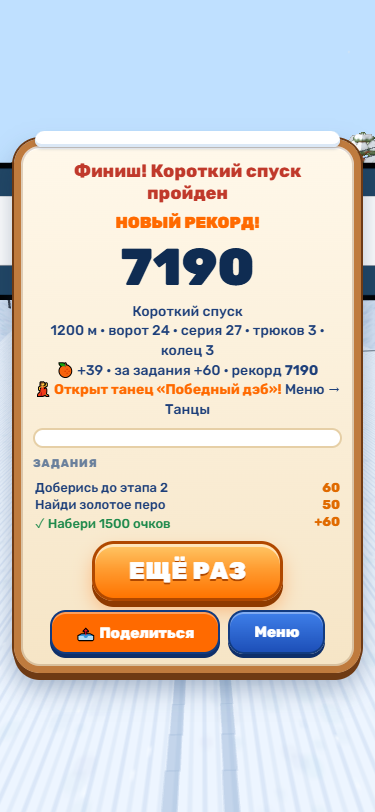 Финиш! Короткий спуск
пройден
НОВЫЙ РЕКОРД!
7190
Короткий спуск
1200 м • ворот 24 • серия 27 • трюков 3 •
колец 3
+39 • за задания +60 • рекорд 7190
Открыт танец «Победный дэб»! Меню →
Танцы
ЗАДАНИЯ
Доберись до этапа 2 60
Найди золотое перо 50
✓ Набери 1500 очков +60
ЕЩЁ РАЗ
Поделиться
Меню